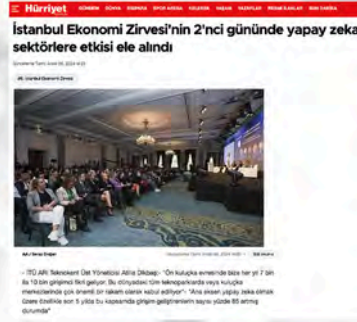 Hürriyet GÜNDEM DÜNYA
İstanbul Ekonomi Zirvesi'nin 2'nci gününde yapay zeka
sektörlere etkisi ele alındı
- İTÜ ARI Teknokent Üst Yöneticisi Attila Dikbaş:- "Ön kuluçka evresinde bize her yıl 7 bin
ila 10 bin girişimci fikri geliyor. Bu dünyadaki tüm teknoparklarda veya kuluçka
merkezlerinde çok önemli bir rakam olarak kabul ediliyor"- "Ana eksen yapay zeka olmak
üzere özellikle son 5 yılda bu kapsamda girişim geliştirenlerin sayısı yüzde 85 artmış
durumda"